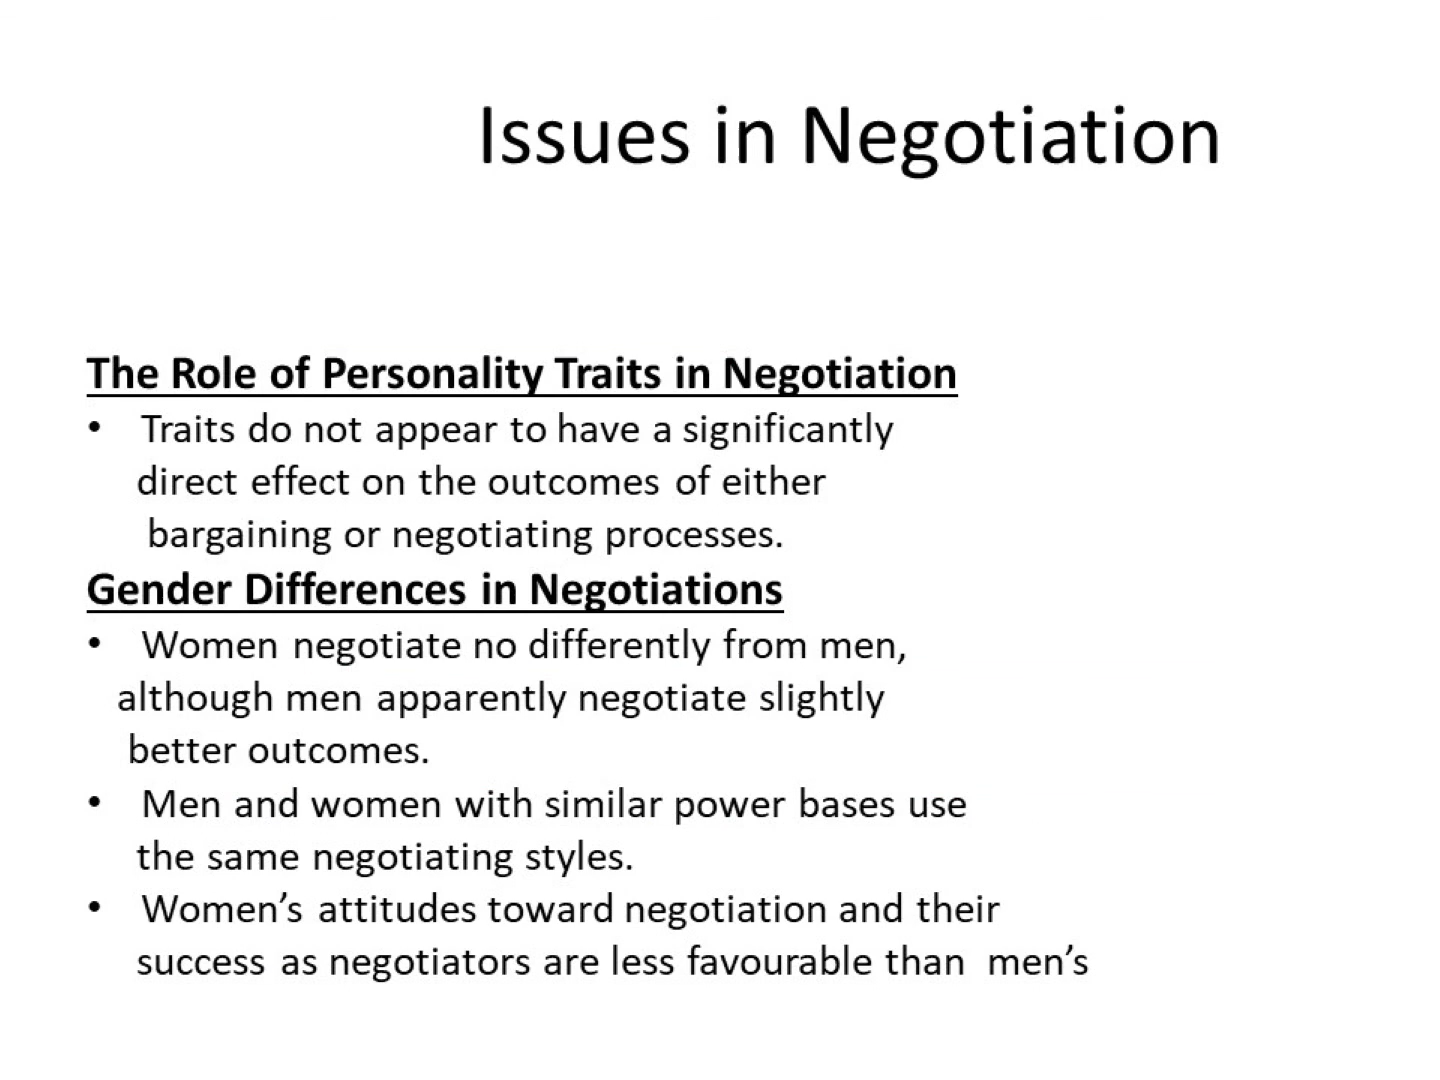 Issues in Negotiation
The Role of Personality Traits in Negotiation
• Traits do not appear to have a significantly
direct effect on the outcomes of either
bargaining or negotiating processes.
Gender Differences in Negotiations
• Women negotiate no differently from men,
although men apparently negotiate slightly
better outcomes.
• Men and women with similar power bases use
the same negotiating styles.
• Women’s attitudes toward negotiation and their
success as negotiators are less favourable than men’s